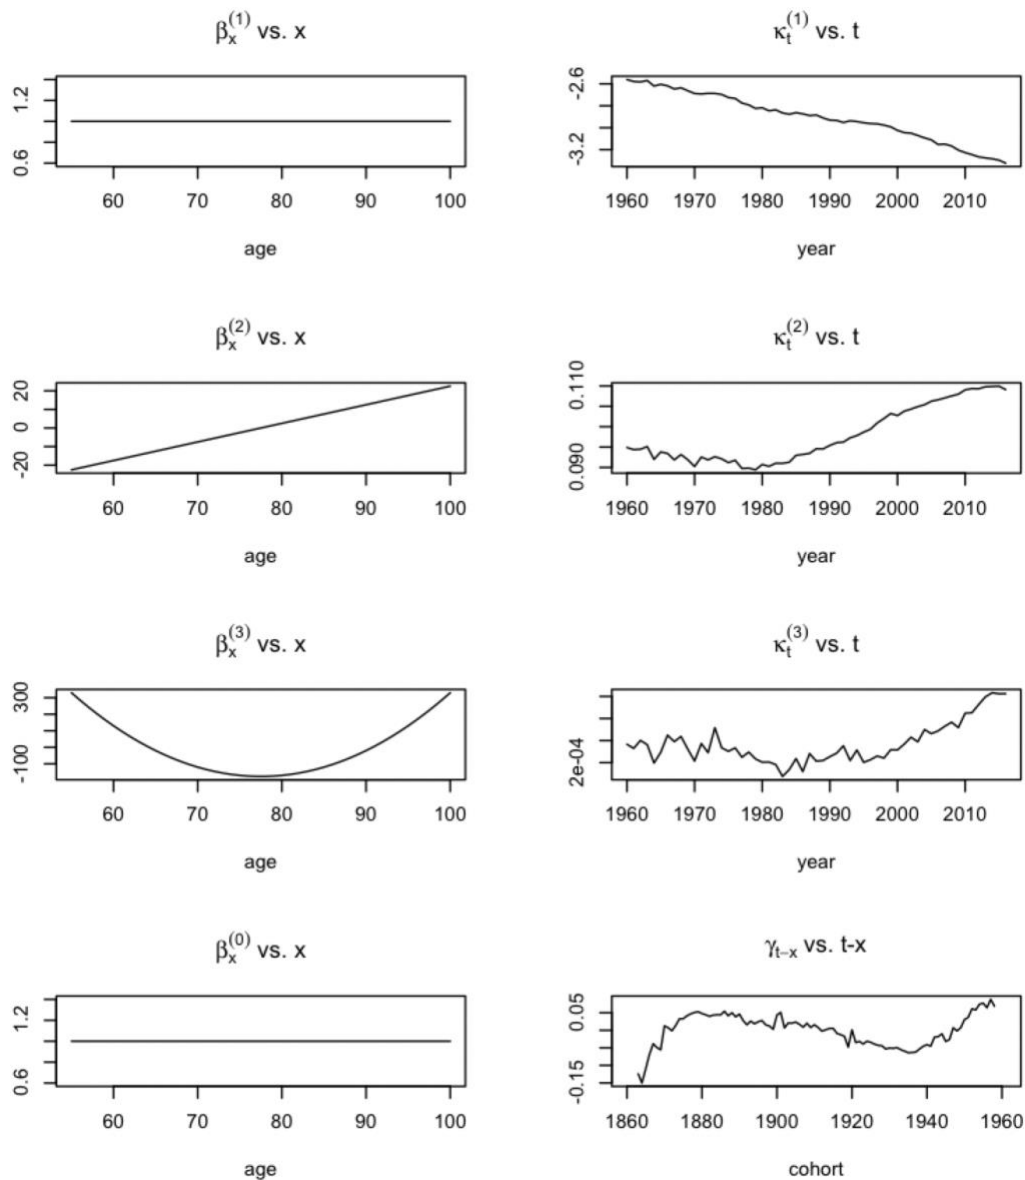 β_x^(1) vs. x
1.2
0.6
60 70 80 90 100
age
κ_t^(1) vs. t
-2.6
-3.2
1960 1970 1980 1990 2000 2010
year
β_x^(2) vs. x
20
0
-20
60 70 80 90 100
age
κ_t^(2) vs. t
0.110
0.090
1960 1970 1980 1990 2000 2010
year
β_x^(3) vs. x
300
-100
60 70 80 90 100
age
κ_t^(3) vs. t
2e-04
1960 1970 1980 1990 2000 2010
year
β_x^(0) vs. x
1.2
0.6
60 70 80 90 100
age
γ_t−x vs. t-x
0.05
-0.15
1860 1880 1900 1920 1940 1960
cohort